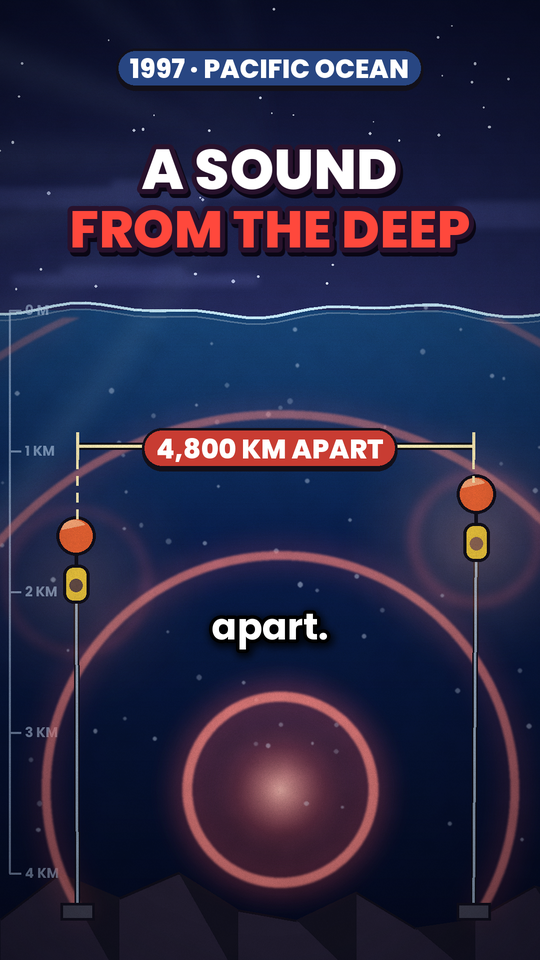 1997 · PACIFIC OCEAN
A SOUND
FROM THE DEEP
0 M
4,800 KM APART
1 KM
2 KM
apart.
3 KM
4 KM